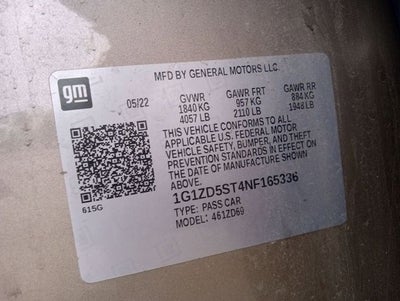 gm
MFD BY GENERAL MOTORS LLC
05/22 GVWR GAWR FRT GAWR RR
1840 KG 957 KG 884 KG
4057 LB 2110 LB 1948 LB
THIS VEHICLE CONFORMS TO ALL
APPLICABLE U.S. FEDERAL MOTOR
VEHICLE SAFETY, BUMPER, AND THEFT
PREVENTION STANDARDS IN EFFECT ON
THE DATE OF MANUFACTURE SHOWN
ABOVE.
1G1ZD5ST4NF165336
TYPE: PASS CAR
MODEL: 461ZD69
615G